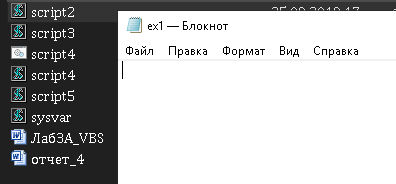 script2
script3
script4
script4
script5
sysvar
Лаб3А_VBS
отчет_4
ex1 — Блокнот
Файл Правка Формат Вид Справка